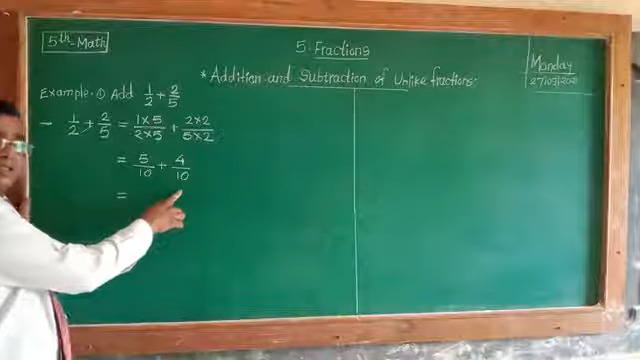 5th-Math
5. Fractions
Monday
27/09/2021
*Addition and Subtraction of Unlike fractions:
Example-① Add 1/2 + 2/5
→ 1/2 + 2/5 = 1×5/2×5 + 2×2/5×2
= 5/10 + 4/10
=